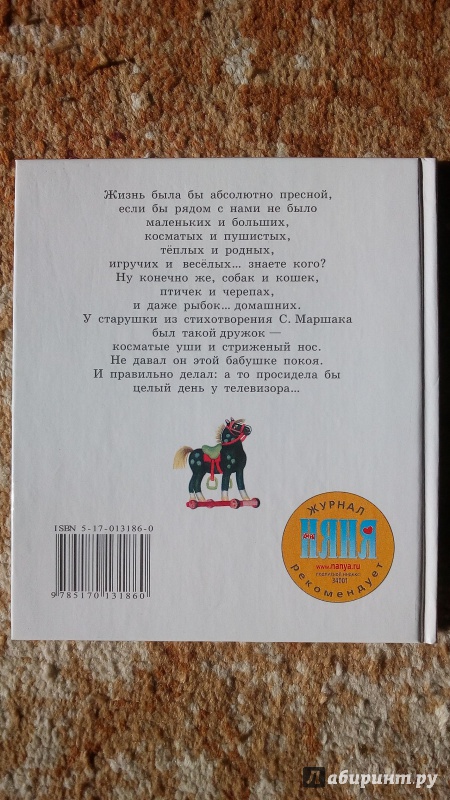 Жизнь была бы абсолютно пресной,
если бы рядом с нами не было
маленьких и больших,
косматых и пушистых,
тёплых и родных,
игручих и весёлых... знаете кого?
Ну конечно же, собак и кошек,
птичек и черепах,
и даже рыбок... домашних.
У старушки из стихотворения С. Маршака
был такой дружок —
косматые уши и стриженый нос.
Не давал он этой бабушке покоя.
И правильно делал: а то просидела бы
целый день у телевизора...
ISBN 5-17-013186-0
9 785170 131860
ЖУРНАЛ
НЯНЯ
www.nanya.ru
рекомендует
Лабиринт.ру